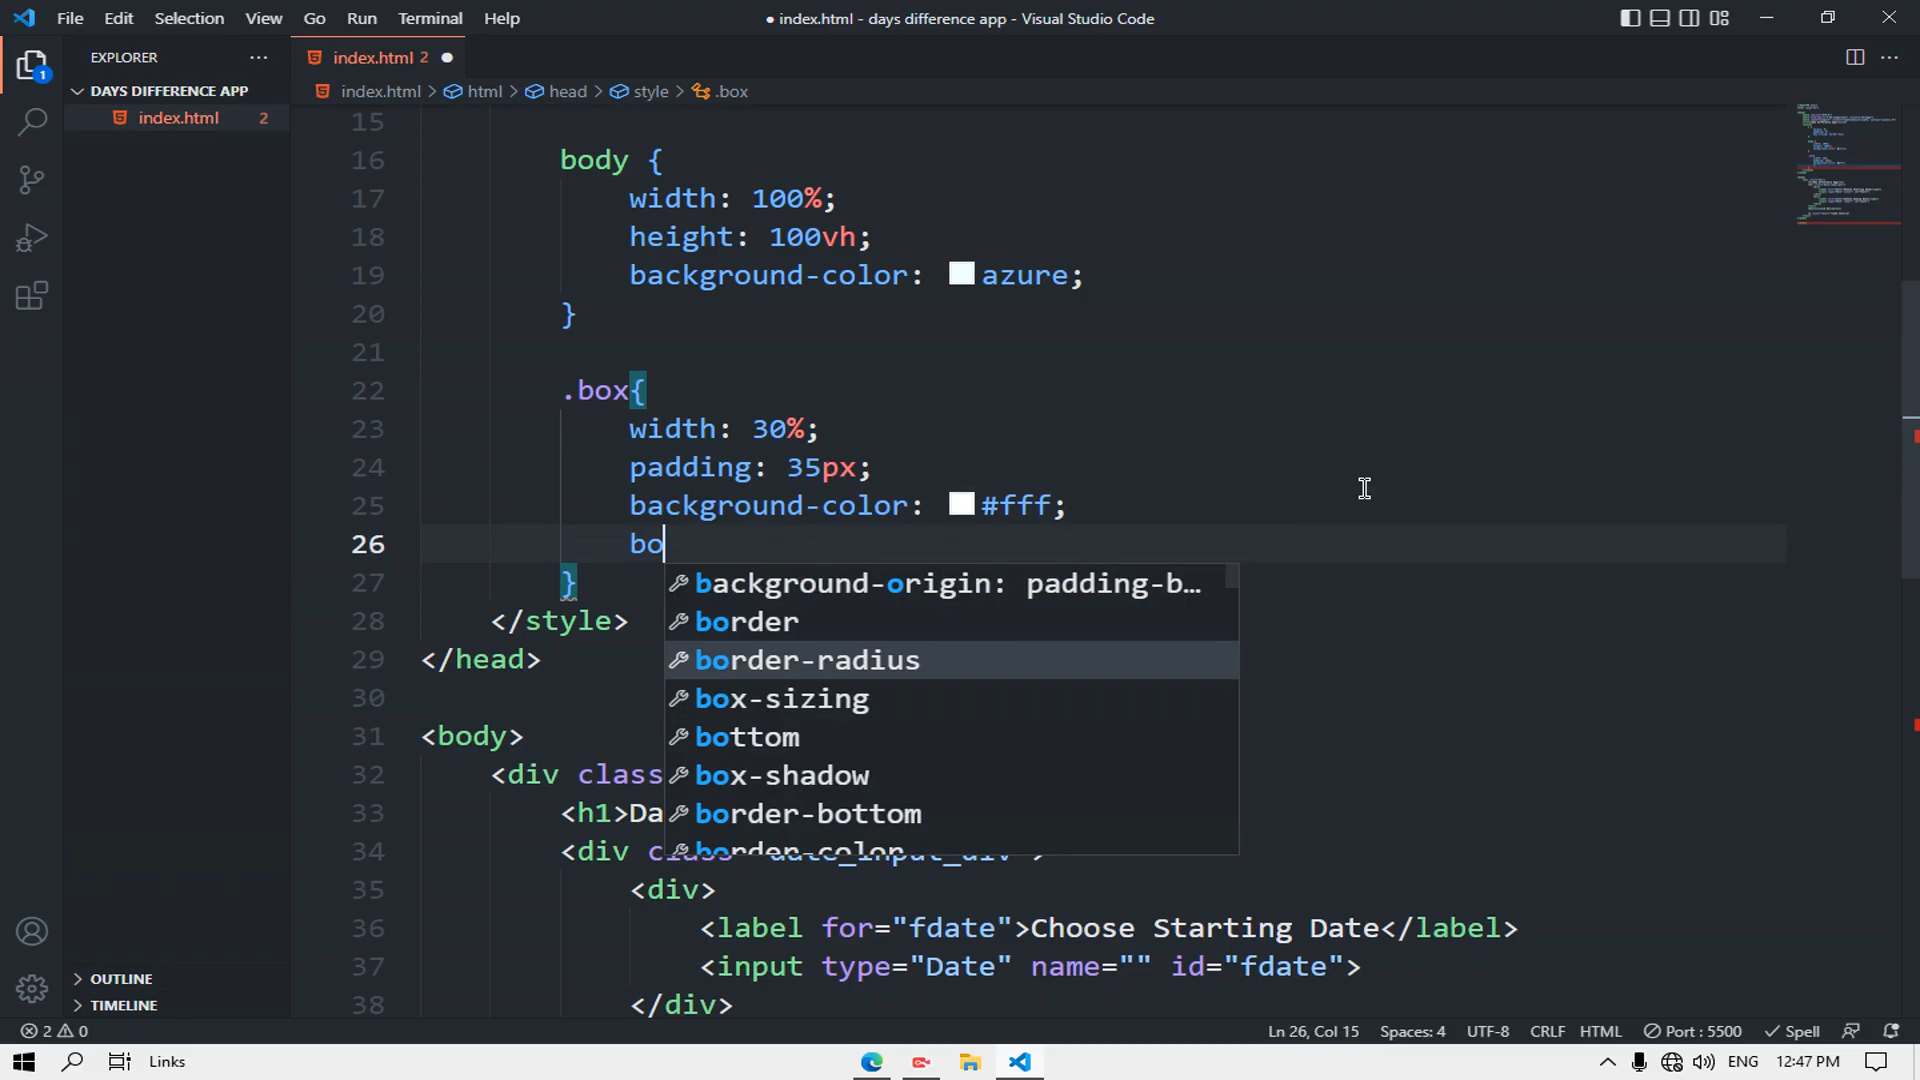 File Edit Selection View Go Run Terminal Help
● index.html - days difference app - Visual Studio Code
EXPLORER
index.html 2
DAYS DIFFERENCE APP
index.html > html > head > style > .box
index.html 2
15
16 body {
17 width: 100%;
18 height: 100vh;
19 background-color: azure;
20 }
21
22 .box{
23 width: 30%;
24 padding: 35px;
25 background-color: #fff;
26 bo
background-origin: padding-b...
border
border-radius
box-sizing
bottom
box-shadow
border-bottom
border-color
27 }
28 </style>
29 </head>
30
31 <body>
32 <div class
33 <h1>Da
34 <div class="date_input_div">
35 <div>
36 <label for="fdate">Choose Starting Date</label>
37 <input type="Date" name="" id="fdate">
38 </div>
1
OUTLINE
TIMELINE
2 0
Ln 26, Col 15 Spaces: 4 UTF-8 CRLF HTML Port : 5500 Spell
Links
ENG 12:47 PM